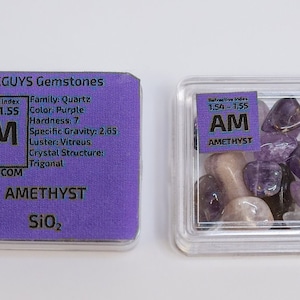 GUYS Gemstones
Index
1.55
M
.COM
Family: Quartz
Color: Purple
Hardness: 7
Specific Gravity: 2.65
Luster: Vitreus
Crystal Structure:
Trigonal
AMETHYST
SiO₂
Refractive Index
1.54 - 1.55
AM
AMETHYST